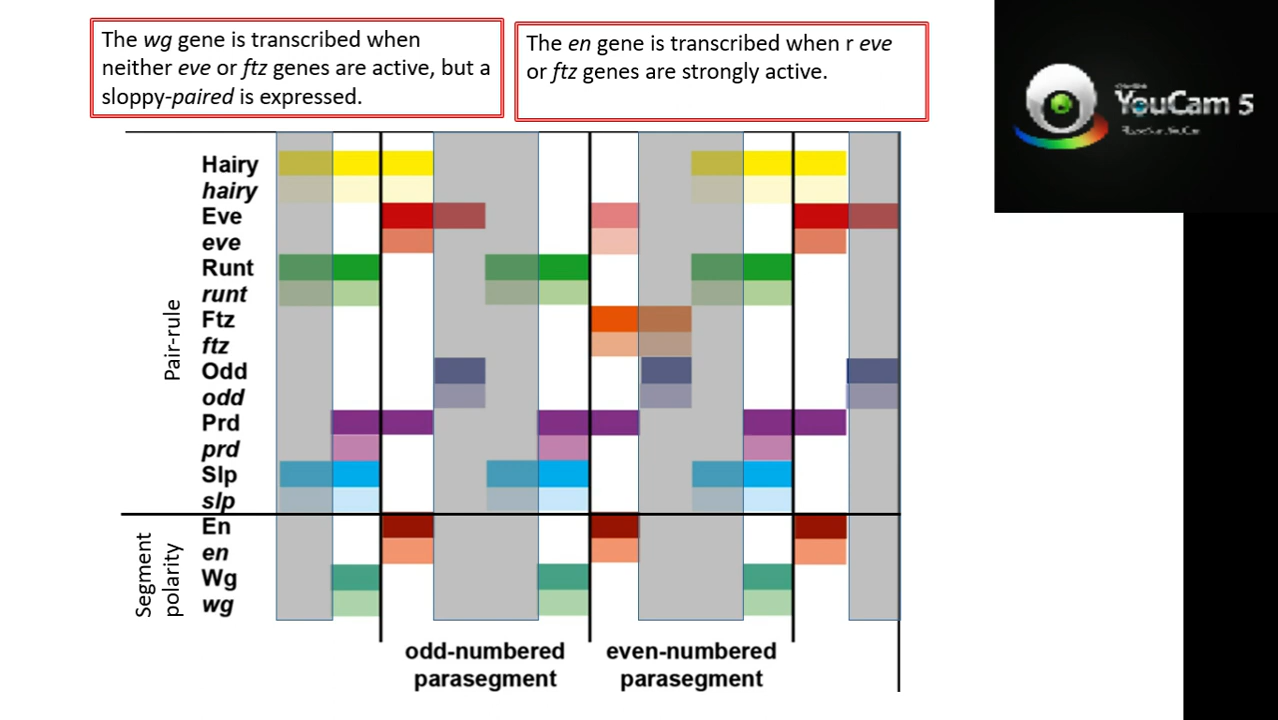 The wg gene is transcribed when
neither eve or ftz genes are active, but a
sloppy-paired is expressed.
The en gene is transcribed when r eve
or ftz genes are strongly active.
YouCam 5
Pair-rule
Hairy
hairy
Eve
eve
Runt
runt
Ftz
ftz
Odd
odd
Prd
prd
Slp
slp
Segment
polarity
En
en
Wg
wg
odd-numbered
parasegment
even-numbered
parasegment